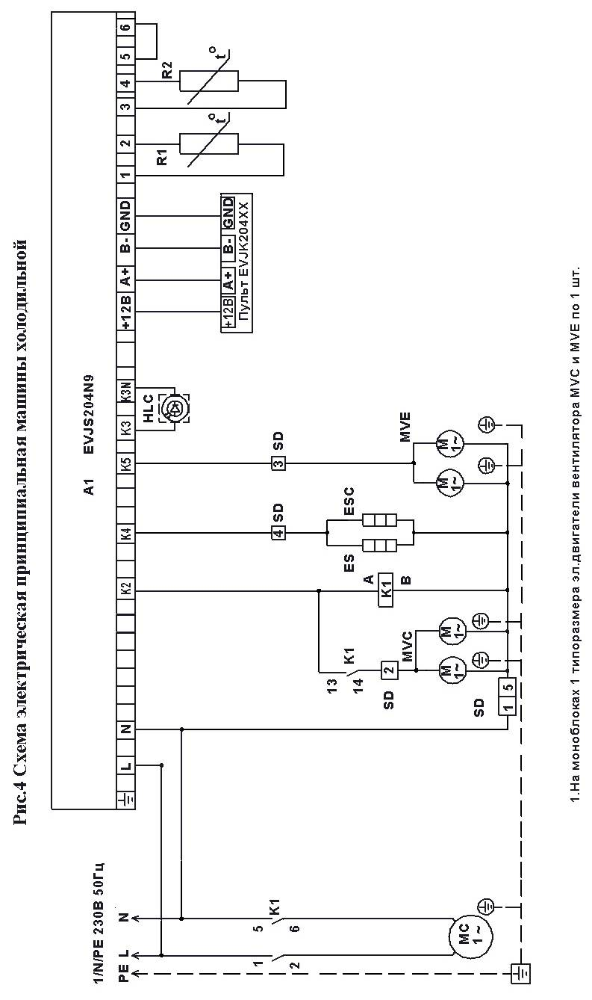 Рис.4 Схема электрическая принципиальная машины холодильной
1/N/PE 230В 50Гц
PE L N
A1 EVJS204N9
L N K2 K4 K5 K3 K3N +12В A+ B- GND 1 2 3 4 5 6
HLC
+12В A+ B- GND
Пульт EVJK204XX
R1 t°
R2 t°
1 2
5 6
K1
MC
1~
13 14
K1
SD 2
MVC
M
1~
M
1~
A K1 B
SD 1 5
4 SD
ES ESC
3 SD
MVE
M
1~
M
1~
1.На моноблоках 1 типоразмера эл.двигатели вентилятора MVC и MVE по 1 шт.